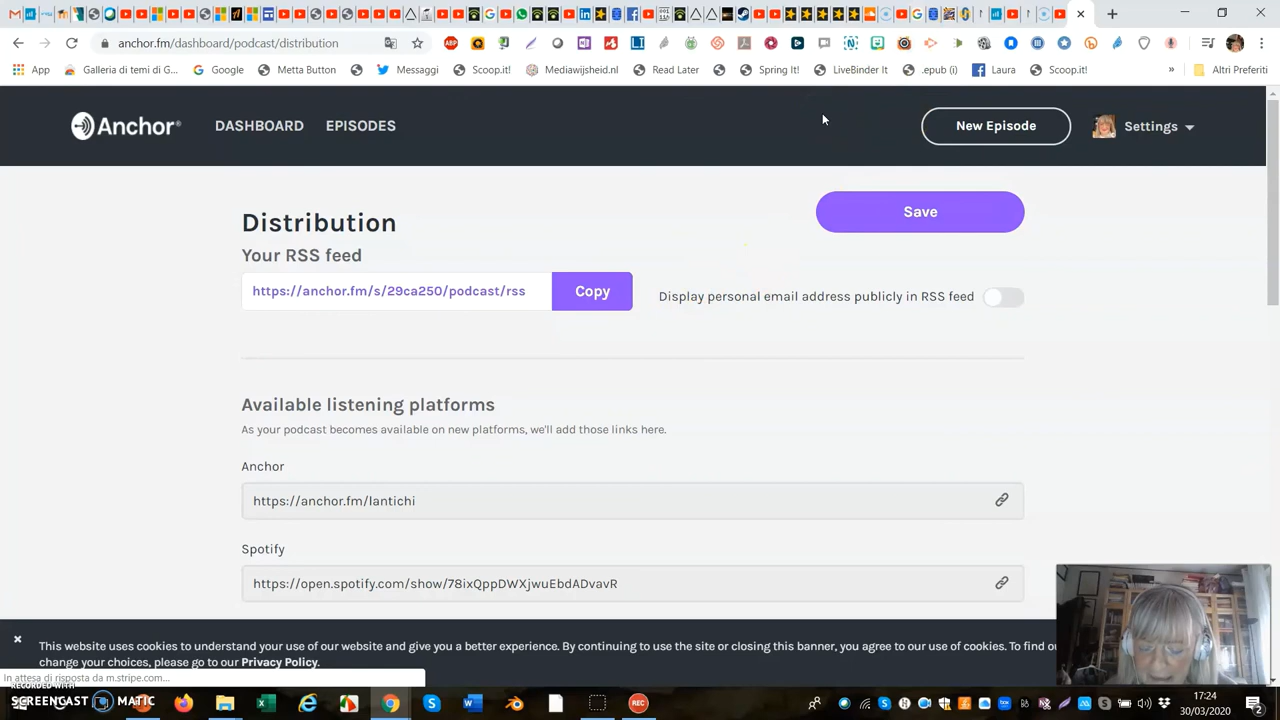 anchor.fm/dashboard/podcast/distribution
App
Galleria di temi di G...
Google
Metta Button
Messaggi
Scoop.it!
Mediawijsheid.nl
Read Later
Spring It!
LiveBinder It
.epub (i)
Laura
Scoop.it!
»
Altri Preferiti
Anchor®
DASHBOARD
EPISODES
New Episode
Settings
Distribution
Save
Your RSS feed
https://anchor.fm/s/29ca250/podcast/rss
Copy
Display personal email address publicly in RSS feed
Available listening platforms
As your podcast becomes available on new platforms, we'll add those links here.
Anchor
https://anchor.fm/lantichi
Spotify
https://open.spotify.com/show/78ixQppDWXjwuEbdADvavR
This website uses cookies to understand your use of our website and give you a better experience. By continuing to use the site or closing this banner, you agree to our use of cookies. To find ou
change your choices, please go to our Privacy Policy.
In attesa di risposta da m.stripe.com...
RECORDED WITH
SCREENCAST MATIC
REC
17:24
30/03/2020
2